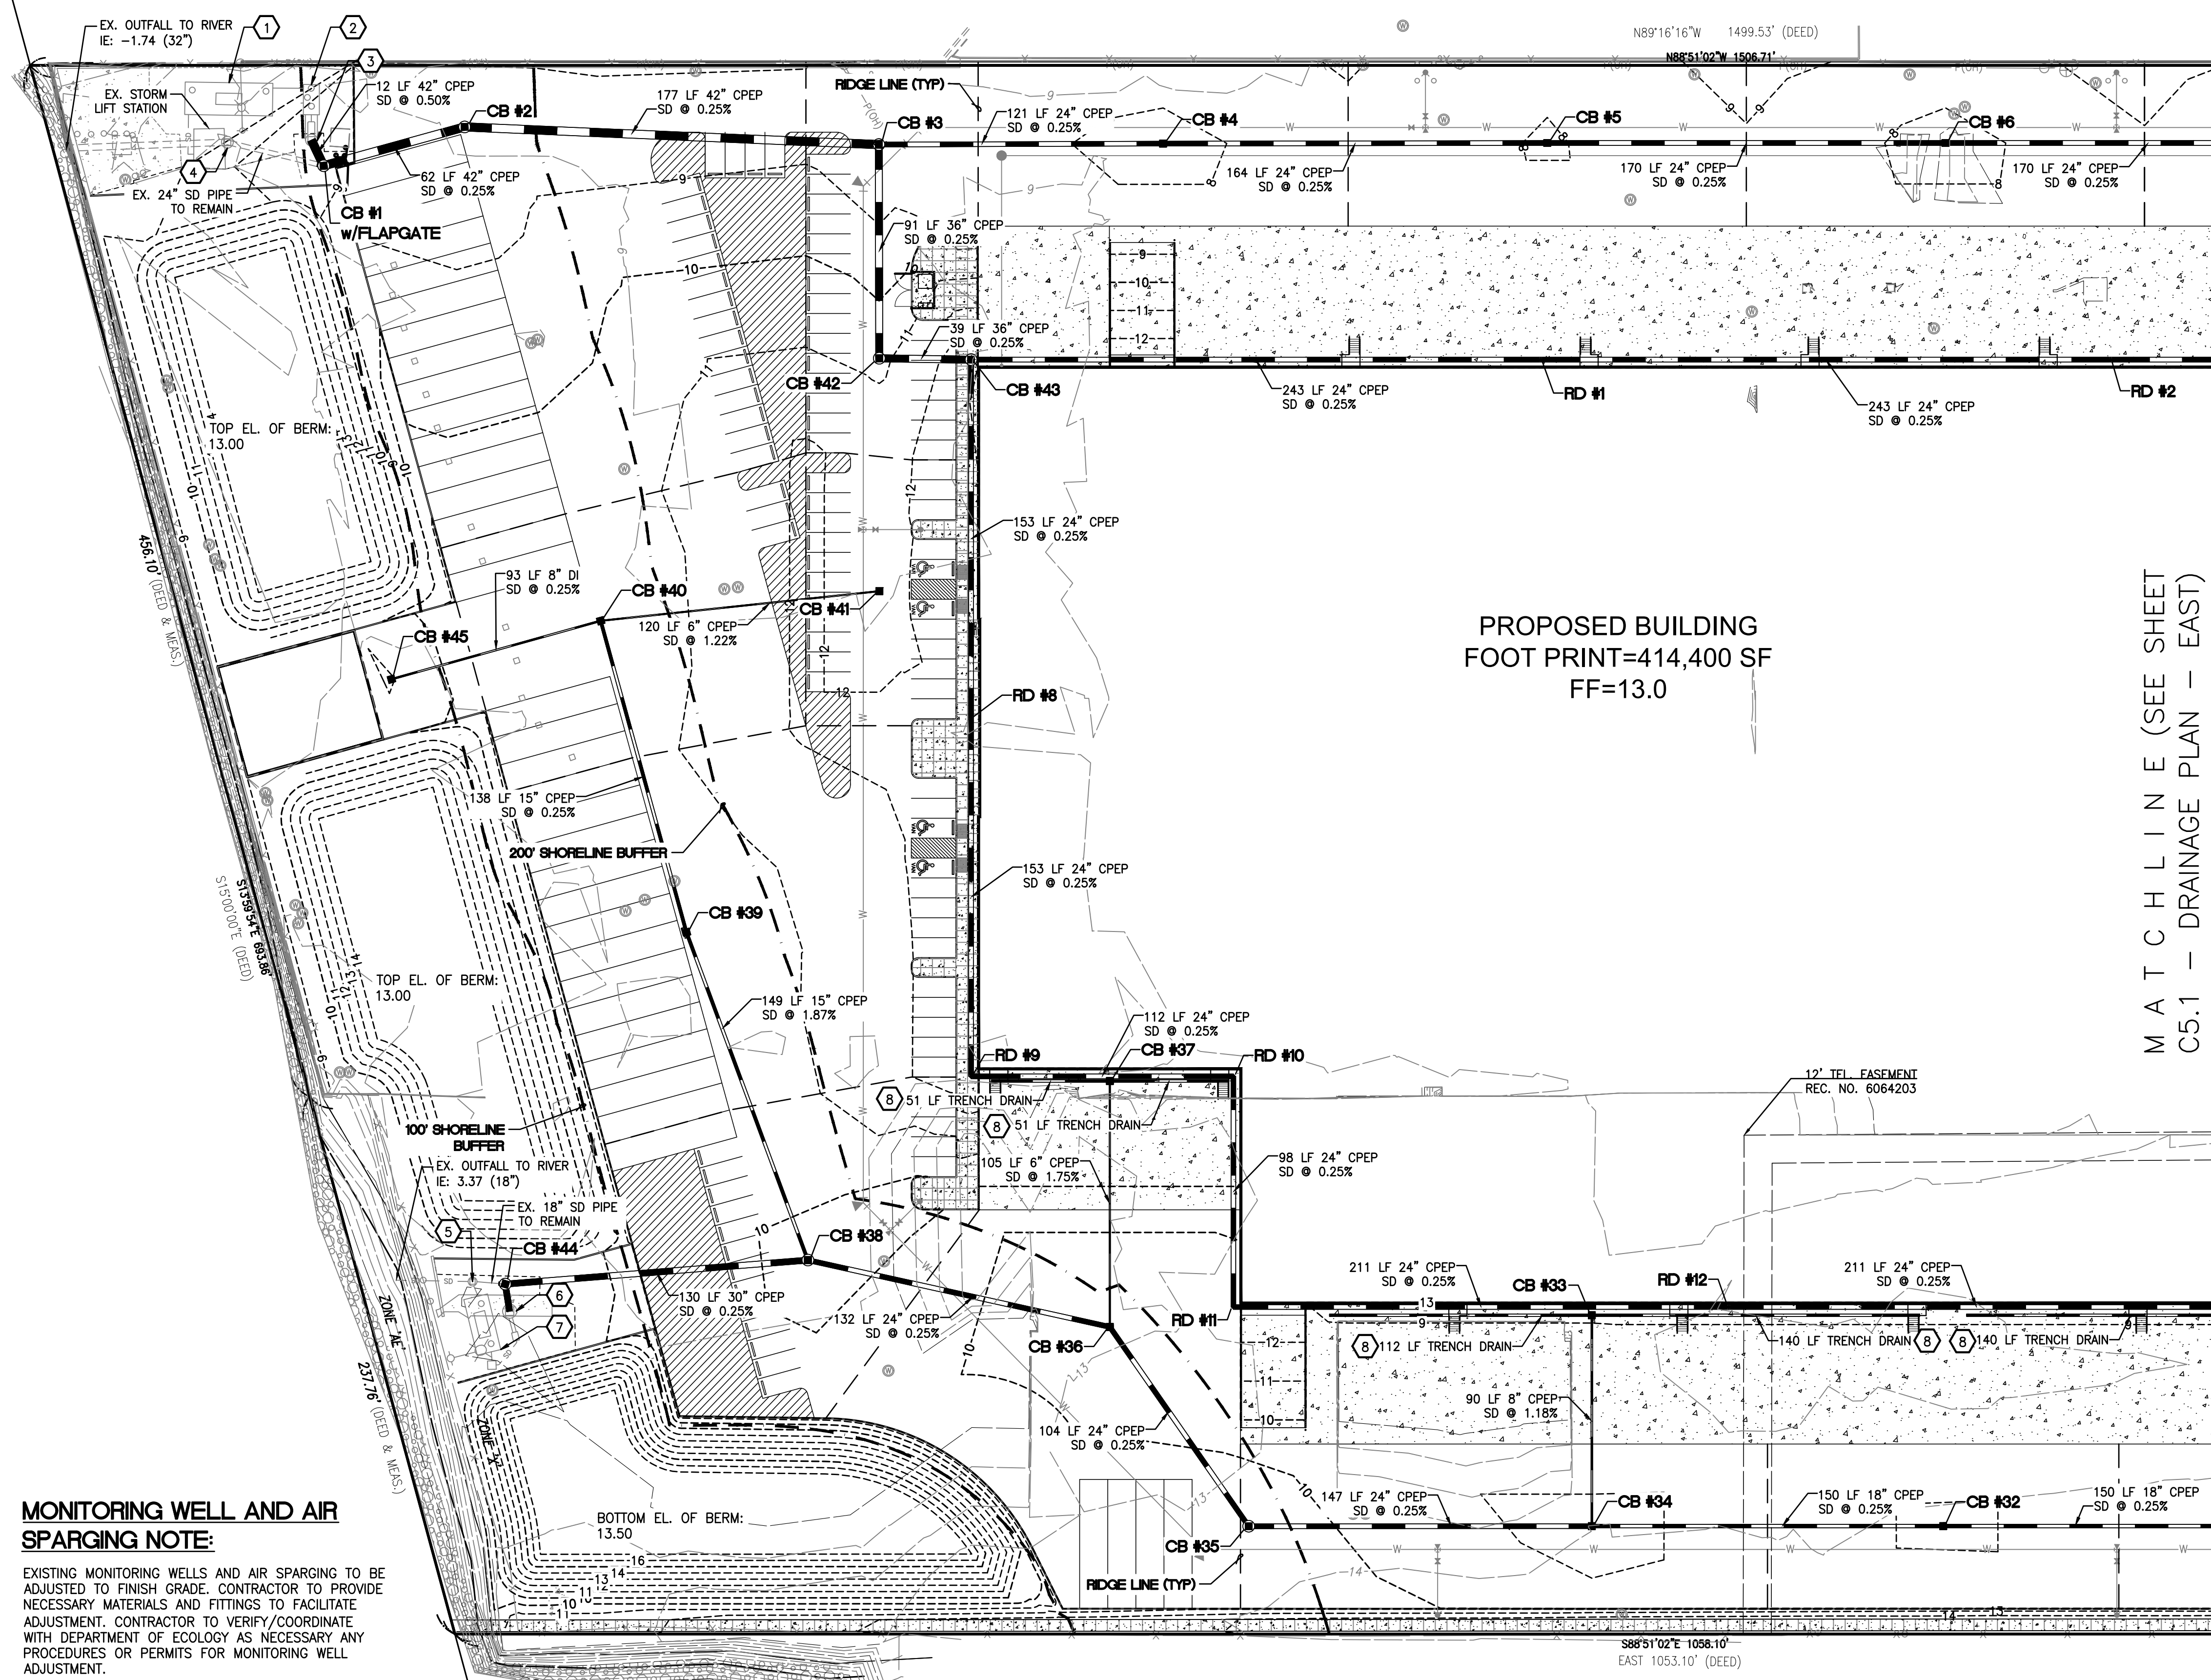 EX. OUTFALL TO RIVER
IE: -1.74 (32")
1
2
3
12 LF 42" CPEP
SD @ 0.50%
EX. STORM
LIFT STATION
CB #2
177 LF 42" CPEP
SD @ 0.25%
RIDGE LINE (TYP)
CB #3
121 LF 24" CPEP
SD @ 0.25%
CB #4
N89°16'16"W 1499.53' (DEED)
N88°51'02"W 1506.71'
CB #5
CB #6
4
EX. 24" SD PIPE
TO REMAIN
62 LF 42" CPEP
SD @ 0.25%
CB #1
w/FLAPGATE
164 LF 24" CPEP
SD @ 0.25%
170 LF 24" CPEP
SD @ 0.25%
170 LF 24" CPEP
SD @ 0.25%
91 LF 36" CPEP
SD @ 0.25%
39 LF 36" CPEP
SD @ 0.25%
CB #42
CB #43
243 LF 24" CPEP
SD @ 0.25%
RD #1
243 LF 24" CPEP
SD @ 0.25%
RD #2
TOP EL. OF BERM:
13.00
456.10' (DEED & MEAS.)
153 LF 24" CPEP
SD @ 0.25%
93 LF 8" DI
SD @ 0.25%
CB #40
CB #41
120 LF 6" CPEP
SD @ 1.22%
CB #45
RD #8
PROPOSED BUILDING
FOOT PRINT=414,400 SF
FF=13.0
MATCHLINE (SEE SHEET
C5.1 - DRAINAGE PLAN - EAST)
138 LF 15" CPEP
SD @ 0.25%
200' SHORELINE BUFFER
153 LF 24" CPEP
SD @ 0.25%
S13°59'54"E 693.86'
S15°00'00"E (DEED)
CB #39
TOP EL. OF BERM:
13.00
149 LF 15" CPEP
SD @ 1.87%
112 LF 24" CPEP
SD @ 0.25%
RD #9
CB #37
RD #10
8 51 LF TRENCH DRAIN
8 51 LF TRENCH DRAIN
12' TEL. EASEMENT
REC. NO. 6064203
100' SHORELINE
BUFFER
EX. OUTFALL TO RIVER
IE: 3.37 (18")
105 LF 6" CPEP
SD @ 1.75%
98 LF 24" CPEP
SD @ 0.25%
EX. 18" SD PIPE
TO REMAIN
5
CB #44
CB #38
6
7
130 LF 30" CPEP
SD @ 0.25%
132 LF 24" CPEP
SD @ 0.25%
CB #36
RD #11
211 LF 24" CPEP
SD @ 0.25%
CB #33
RD #12
211 LF 24" CPEP
SD @ 0.25%
8 112 LF TRENCH DRAIN
140 LF TRENCH DRAIN 8
8 140 LF TRENCH DRAIN
ZONE 'AE'
ZONE 'X'
237.76' (DEED & MEAS.)
90 LF 8" CPEP
SD @ 1.18%
104 LF 24" CPEP
SD @ 0.25%
147 LF 24" CPEP
SD @ 0.25%
CB #34
150 LF 18" CPEP
SD @ 0.25%
CB #32
150 LF 18" CPEP
SD @ 0.25%
CB #35
RIDGE LINE (TYP)
BOTTOM EL. OF BERM:
13.50
S88°51'02"E 1058.10'
EAST 1053.10' (DEED)
MONITORING WELL AND AIR
SPARGING NOTE:
EXISTING MONITORING WELLS AND AIR SPARGING TO BE
ADJUSTED TO FINISH GRADE. CONTRACTOR TO PROVIDE
NECESSARY MATERIALS AND FITTINGS TO FACILITATE
ADJUSTMENT. CONTRACTOR TO VERIFY/COORDINATE
WITH DEPARTMENT OF ECOLOGY AS NECESSARY ANY
PROCEDURES OR PERMITS FOR MONITORING WELL
ADJUSTMENT.